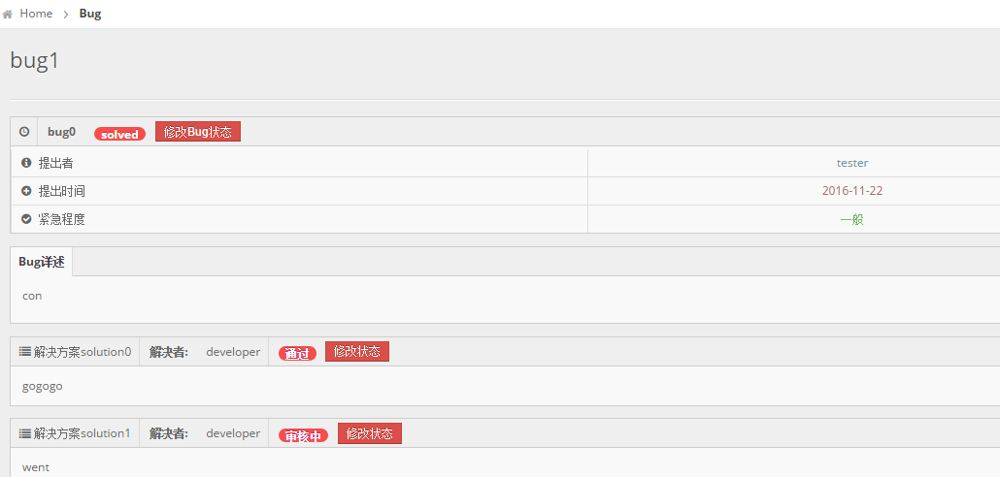 Home > Bug
bug1
bug0 solved 修改Bug状态
提出者 tester
提出时间 2016-11-22
紧急程度 一般
Bug详述
con
解决方案solution0 解决者: developer 通过 修改状态
gogogo
解决方案solution1 解决者: developer 审核中 修改状态
went